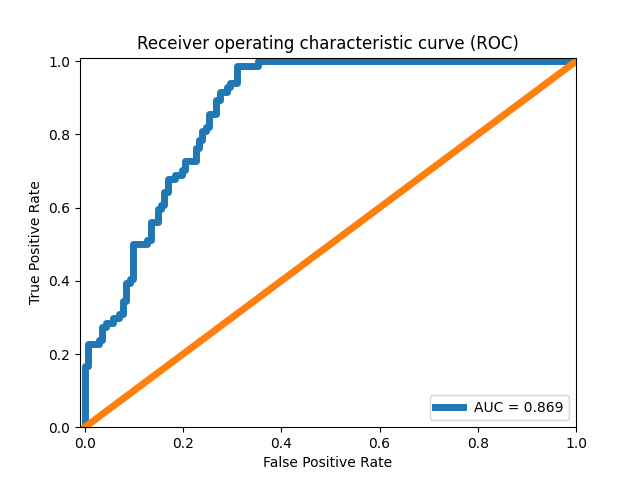 Receiver operating characteristic curve (ROC)
True Positive Rate
1.0
0.8
0.6
0.4
0.2
0.0
0.0 0.2 0.4 0.6 0.8 1.0
False Positive Rate
AUC = 0.869